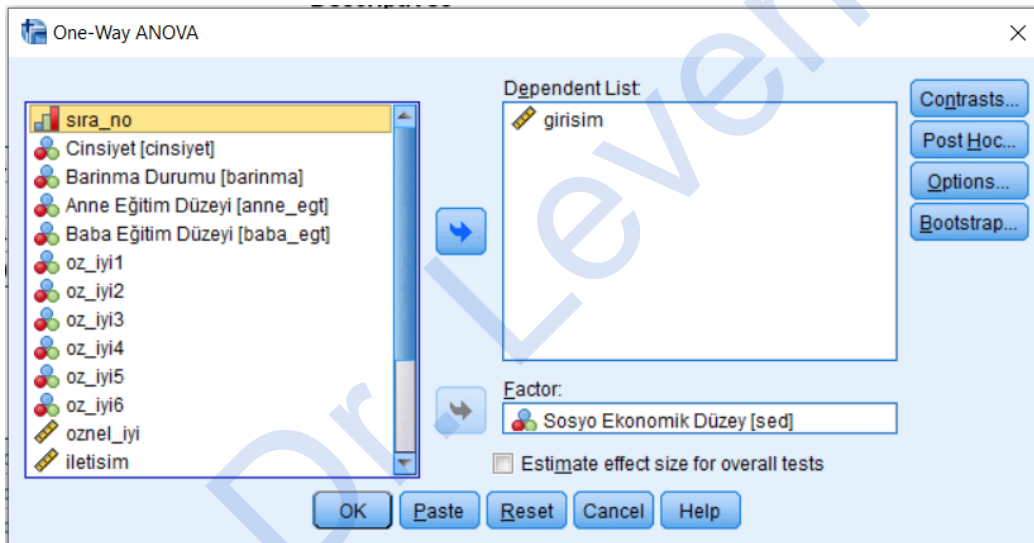 Descriptives
One-Way ANOVA
sıra_no
Cinsiyet [cinsiyet]
Barinma Durumu [barinma]
Anne Eğitim Düzeyi [anne_egt]
Baba Eğitim Düzeyi [baba_egt]
oz_iyi1
oz_iyi2
oz_iyi3
oz_iyi4
oz_iyi5
oz_iyi6
oznel_iyi
iletisim
Dependent List:
girisim
Factor:
Sosyo Ekonomik Düzey [sed]
Estimate effect size for overall tests
Contrasts...
Post Hoc...
Options...
Bootstrap...
OK Paste Reset Cancel Help
Dr. Leven